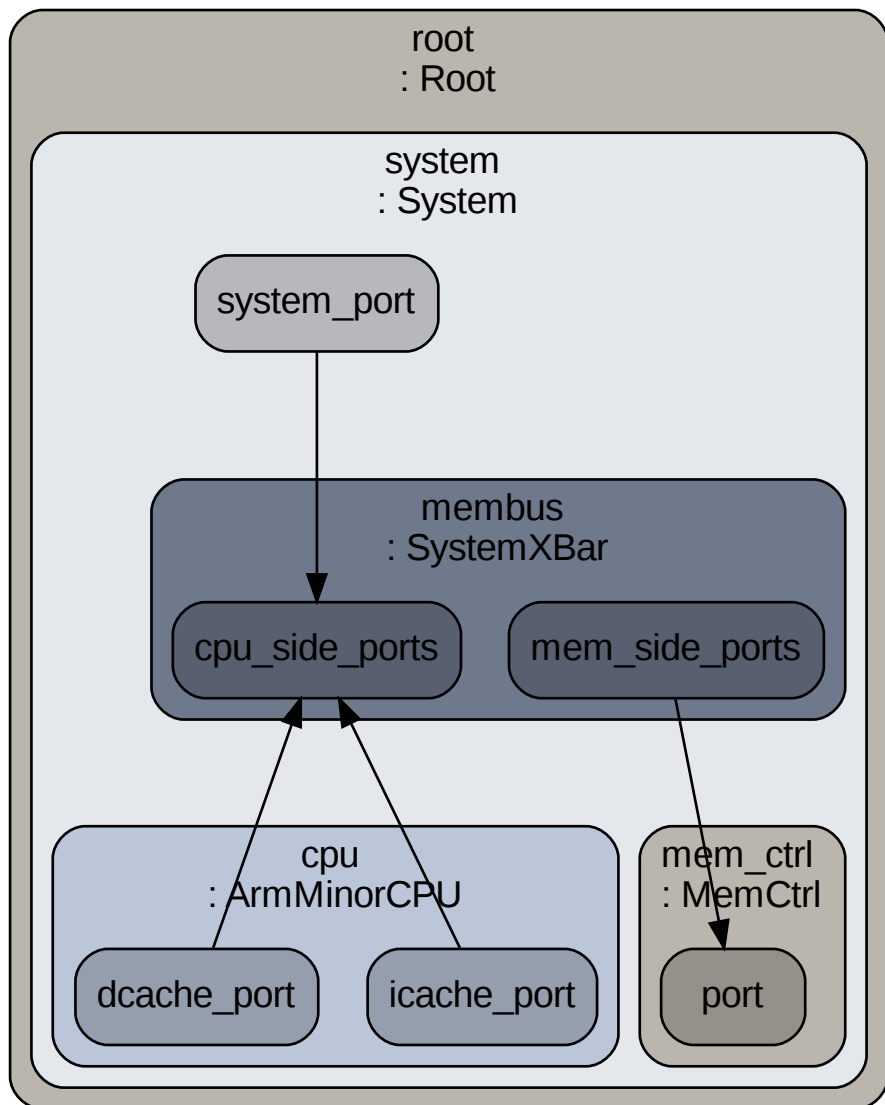 root
: Root
system
: System
system_port
membus
: SystemXBar
cpu_side_ports
mem_side_ports
cpu
: ArmMinorCPU
mem_ctrl
: MemCtrl
dcache_port
icache_port
port